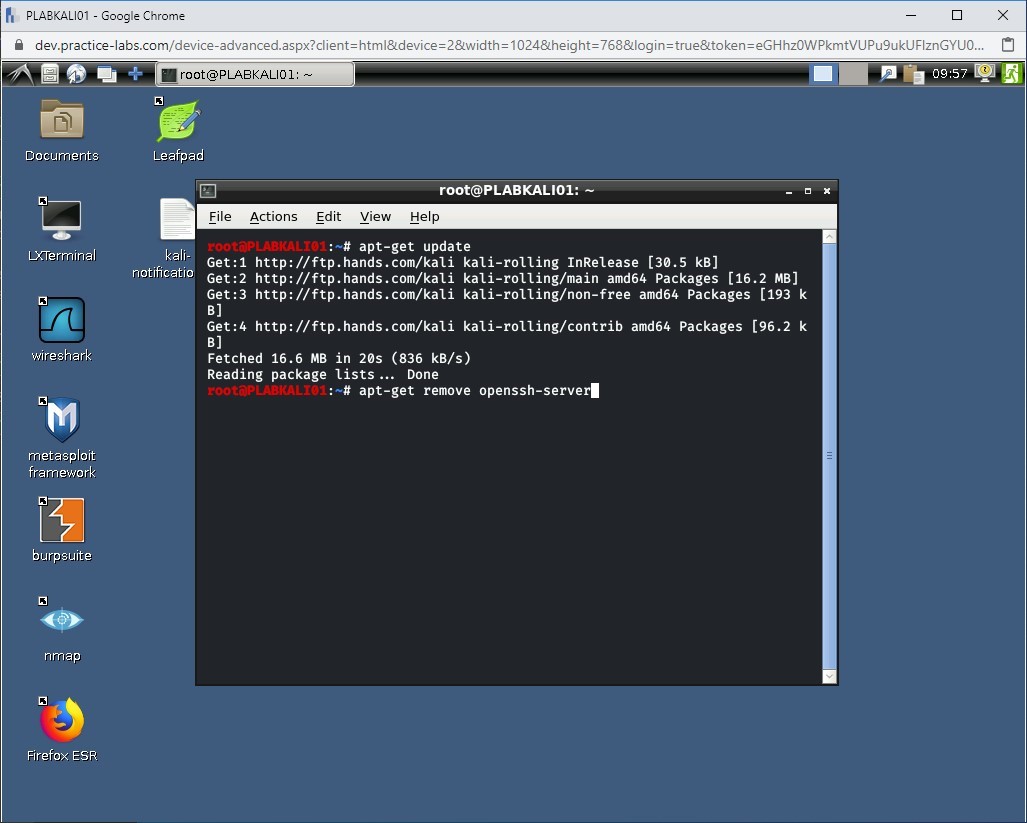 PLABKALI01 - Google Chrome
dev.practice-labs.com/device-advanced.aspx?client=html&device=2&width=1024&height=768&login=true&token=eGHhz0WPkmtVUPu9ukUFIznGYU0...
root@PLABKALI01: ~
09:57
Documents
Leafpad
LXTerminal
kali-
notificatio
wireshark
metasploit
framework
burpsuite
nmap
Firefox ESR
root@PLABKALI01: ~
File Actions Edit View Help
root@PLABKALI01:~# apt-get update
Get:1 http://ftp.hands.com/kali kali-rolling InRelease [30.5 kB]
Get:2 http://ftp.hands.com/kali kali-rolling/main amd64 Packages [16.2 MB]
Get:3 http://ftp.hands.com/kali kali-rolling/non-free amd64 Packages [193 k
B]
Get:4 http://ftp.hands.com/kali kali-rolling/contrib amd64 Packages [96.2 k
B]
Fetched 16.6 MB in 20s (836 kB/s)
Reading package lists... Done
root@PLABKALI01:~# apt-get remove openssh-server